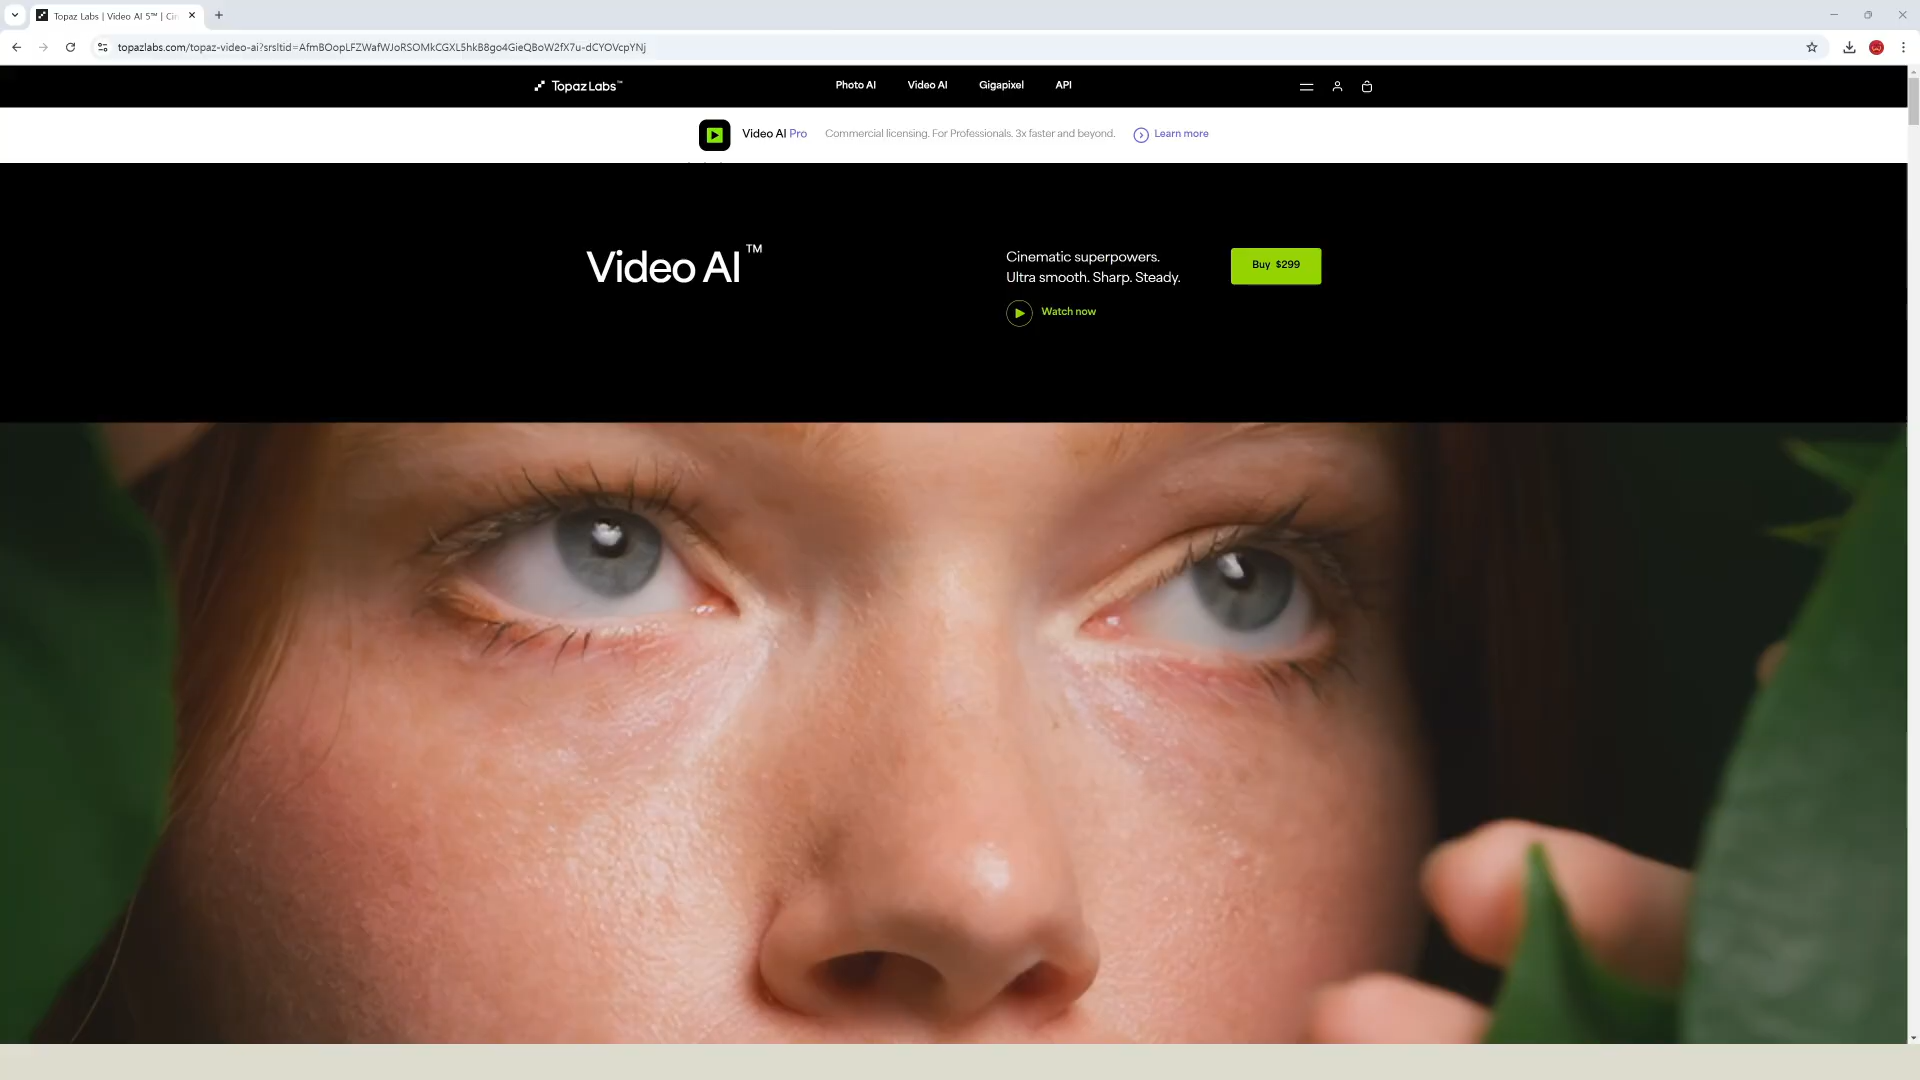 Topaz Labs | Video AI 5™ | Cin
topazlabs.com/topaz-video-ai?srsltid=AfmBOopLFZWafWJoRSOMkCGXL5hkB8go4GieQBoW2fX7u-dCYOVcpYNj
Topaz Labs™
Photo AI
Video AI
Gigapixel
API
Video AI Pro
Commercial licensing. For Professionals. 3x faster and beyond.
Learn more
Video AI™
Cinematic superpowers.
Ultra smooth. Sharp. Steady.
Buy $299
Watch now